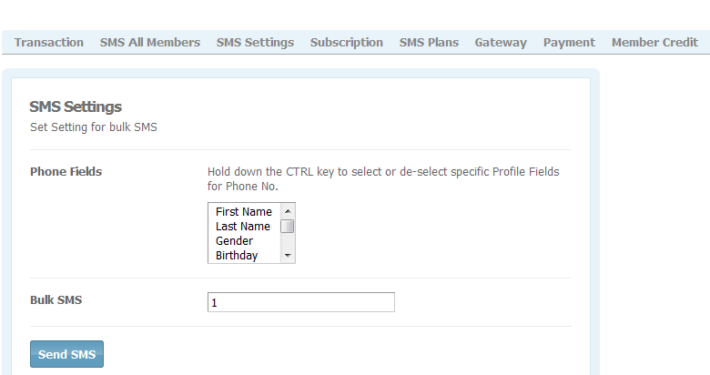 Transaction SMS All Members SMS Settings Subscription SMS Plans Gateway Payment Member Credit
SMS Settings
Set Setting for bulk SMS
Phone Fields
Hold down the CTRL key to select or de-select specific Profile Fields
for Phone No.
First Name
Last Name
Gender
Birthday
Bulk SMS
1
Send SMS